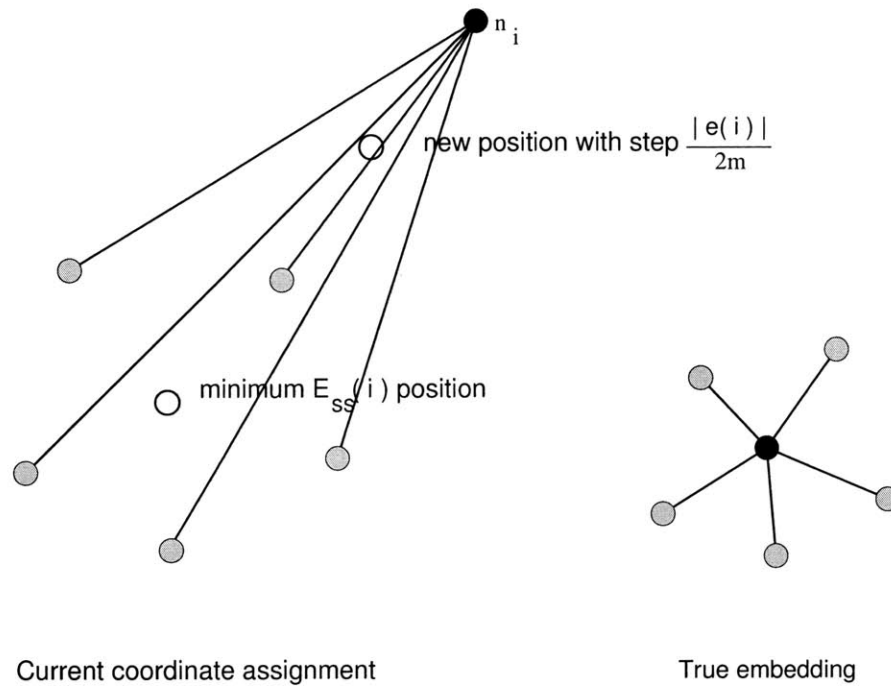 n i
new position with step | e( i ) | / 2m
minimum E ss( i ) position
Current coordinate assignment
True embedding